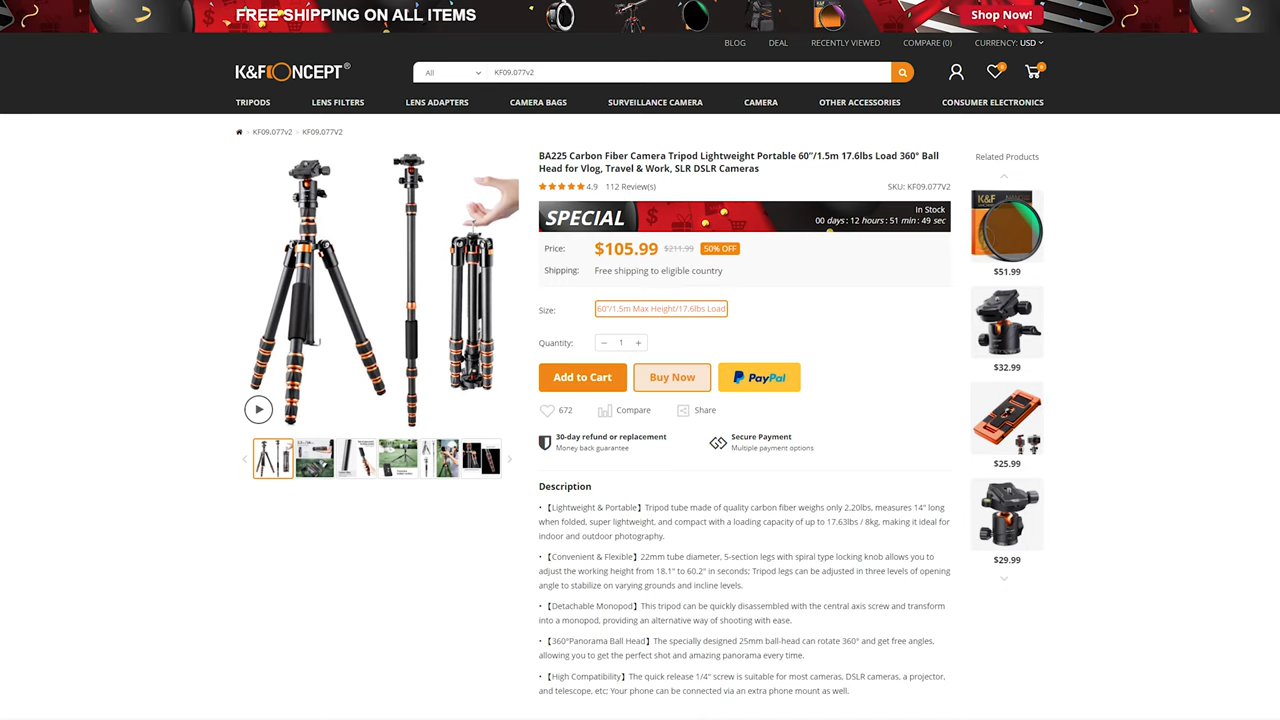 FREE SHIPPING ON ALL ITEMS
Shop Now!
BLOG DEAL RECENTLY VIEWED COMPARE (0) CURRENCY: USD
K&F CONCEPT®
All KF09.077v2
0 0
TRIPODS LENS FILTERS LENS ADAPTERS CAMERA BAGS SURVEILLANCE CAMERA CAMERA OTHER ACCESSORIES CONSUMER ELECTRONICS
KF09.077v2 > KF09.077V2
BA225 Carbon Fiber Camera Tripod Lightweight Portable 60”/1.5m 17.6lbs Load 360° Ball
Head for Vlog, Travel & Work, SLR DSLR Cameras
4.9 112 Review(s) SKU: KF09.077V2
SPECIAL
In Stock
00 days : 12 hours : 51 min : 49 sec
Price: $105.99 $211.99 50% OFF
Shipping: Free shipping to eligible country
Size: 60”/1.5m Max Height/17.6lbs Load
Quantity: − 1 +
Add to Cart Buy Now PayPal
672 Compare Share
30-day refund or replacement
Money back guarantee
Secure Payment
Multiple payment options
Description
• 【Lightweight & Portable】Tripod tube made of quality carbon fiber weighs only 2.20lbs, measures 14" long
when folded, super lightweight, and compact with a loading capacity of up to 17.63lbs / 8kg, making it ideal for
indoor and outdoor photography.
• 【Convenient & Flexible】22mm tube diameter, 5-section legs with spiral type locking knob allows you to
adjust the working height from 18.1" to 60.2" in seconds; Tripod legs can be adjusted in three levels of opening
angle to stabilize on varying grounds and incline levels.
• 【Detachable Monopod】This tripod can be quickly disassembled with the central axis screw and transform
into a monopod, providing an alternative way of shooting with ease.
• 【360°Panorama Ball Head】The specially designed 25mm ball-head can rotate 360° and get free angles,
allowing you to get the perfect shot and amazing panorama every time.
• 【High Compatibility】The quick release 1/4" screw is suitable for most cameras, DSLR cameras, a projector,
and telescope, etc; Your phone can be connected via an extra phone mount as well.
Related Products
K&F
$51.99
$32.99
$25.99
$29.99